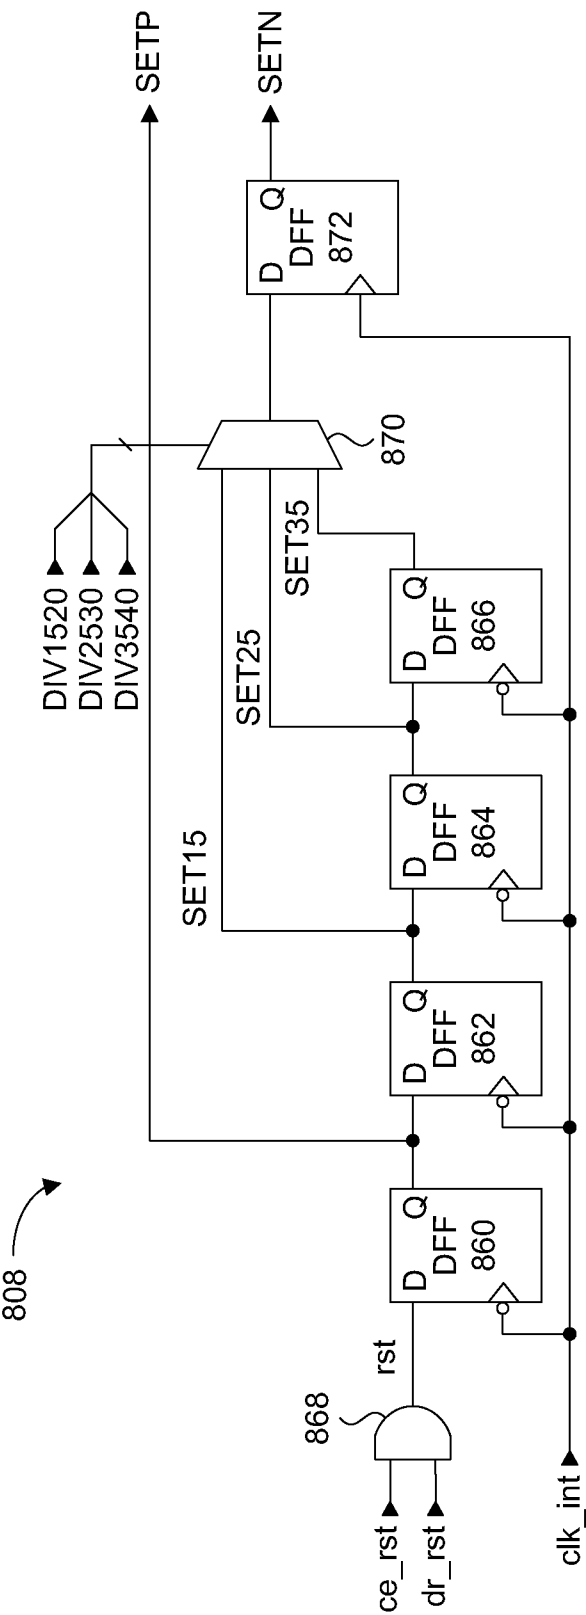 808
DIV1520
DIV2530
DIV3540
SETP
SETN
SET15
SET25
SET35
870
D Q
DFF
872
868
ce_rst
dr_rst
rst
D Q
DFF
860
D Q
DFF
862
D Q
DFF
864
D Q
DFF
866
clk_int